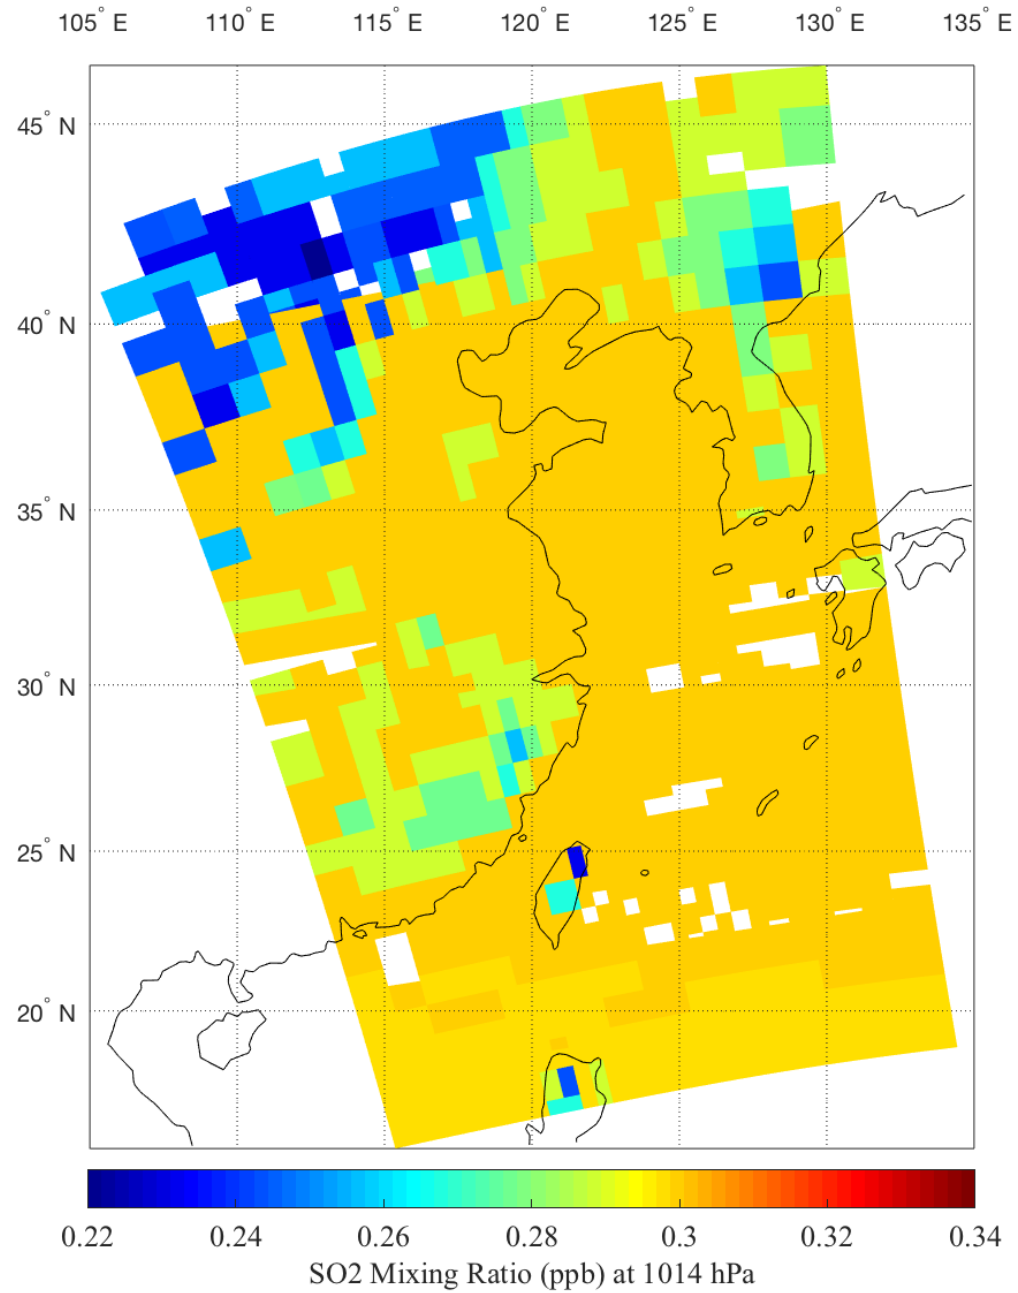 105° E 110° E 115° E 120° E 125° E 130° E 135° E
45° N
40° N
35° N
30° N
25° N
20° N
0.22 0.24 0.26 0.28 0.3 0.32 0.34
SO2 Mixing Ratio (ppb) at 1014 hPa